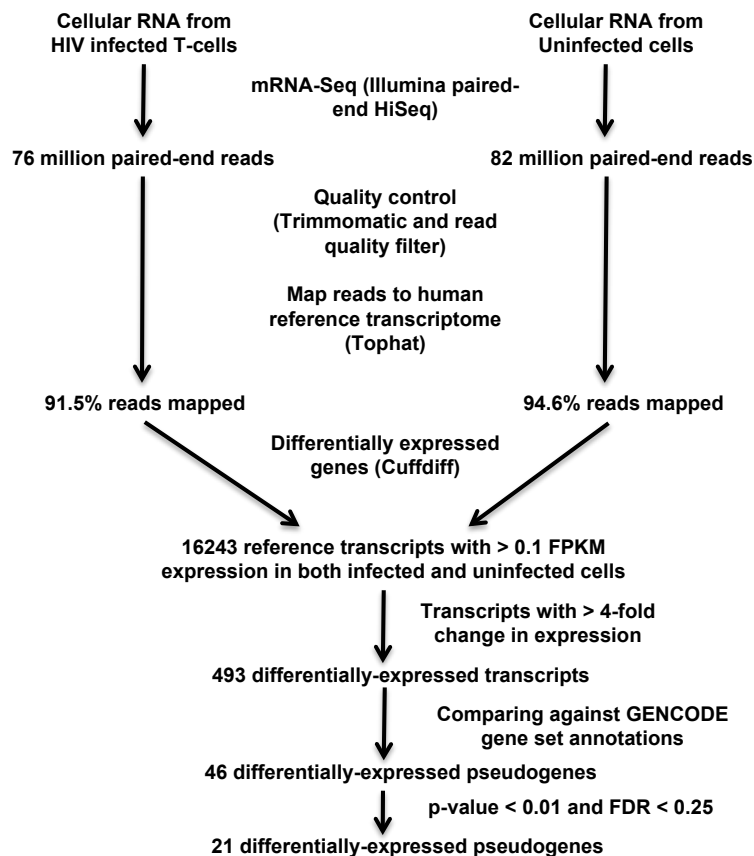 Cellular RNA from
HIV infected T-cells
Cellular RNA from
Uninfected cells
mRNA-Seq (Illumina paired-
end HiSeq)
76 million paired-end reads
82 million paired-end reads
Quality control
(Trimmomatic and read
quality filter)
Map reads to human
reference transcriptome
(Tophat)
91.5% reads mapped
94.6% reads mapped
Differentially expressed
genes (Cuffdiff)
16243 reference transcripts with > 0.1 FPKM
expression in both infected and uninfected cells
Transcripts with > 4-fold
change in expression
493 differentially-expressed transcripts
Comparing against GENCODE
gene set annotations
46 differentially-expressed pseudogenes
p-value < 0.01 and FDR < 0.25
21 differentially-expressed pseudogenes